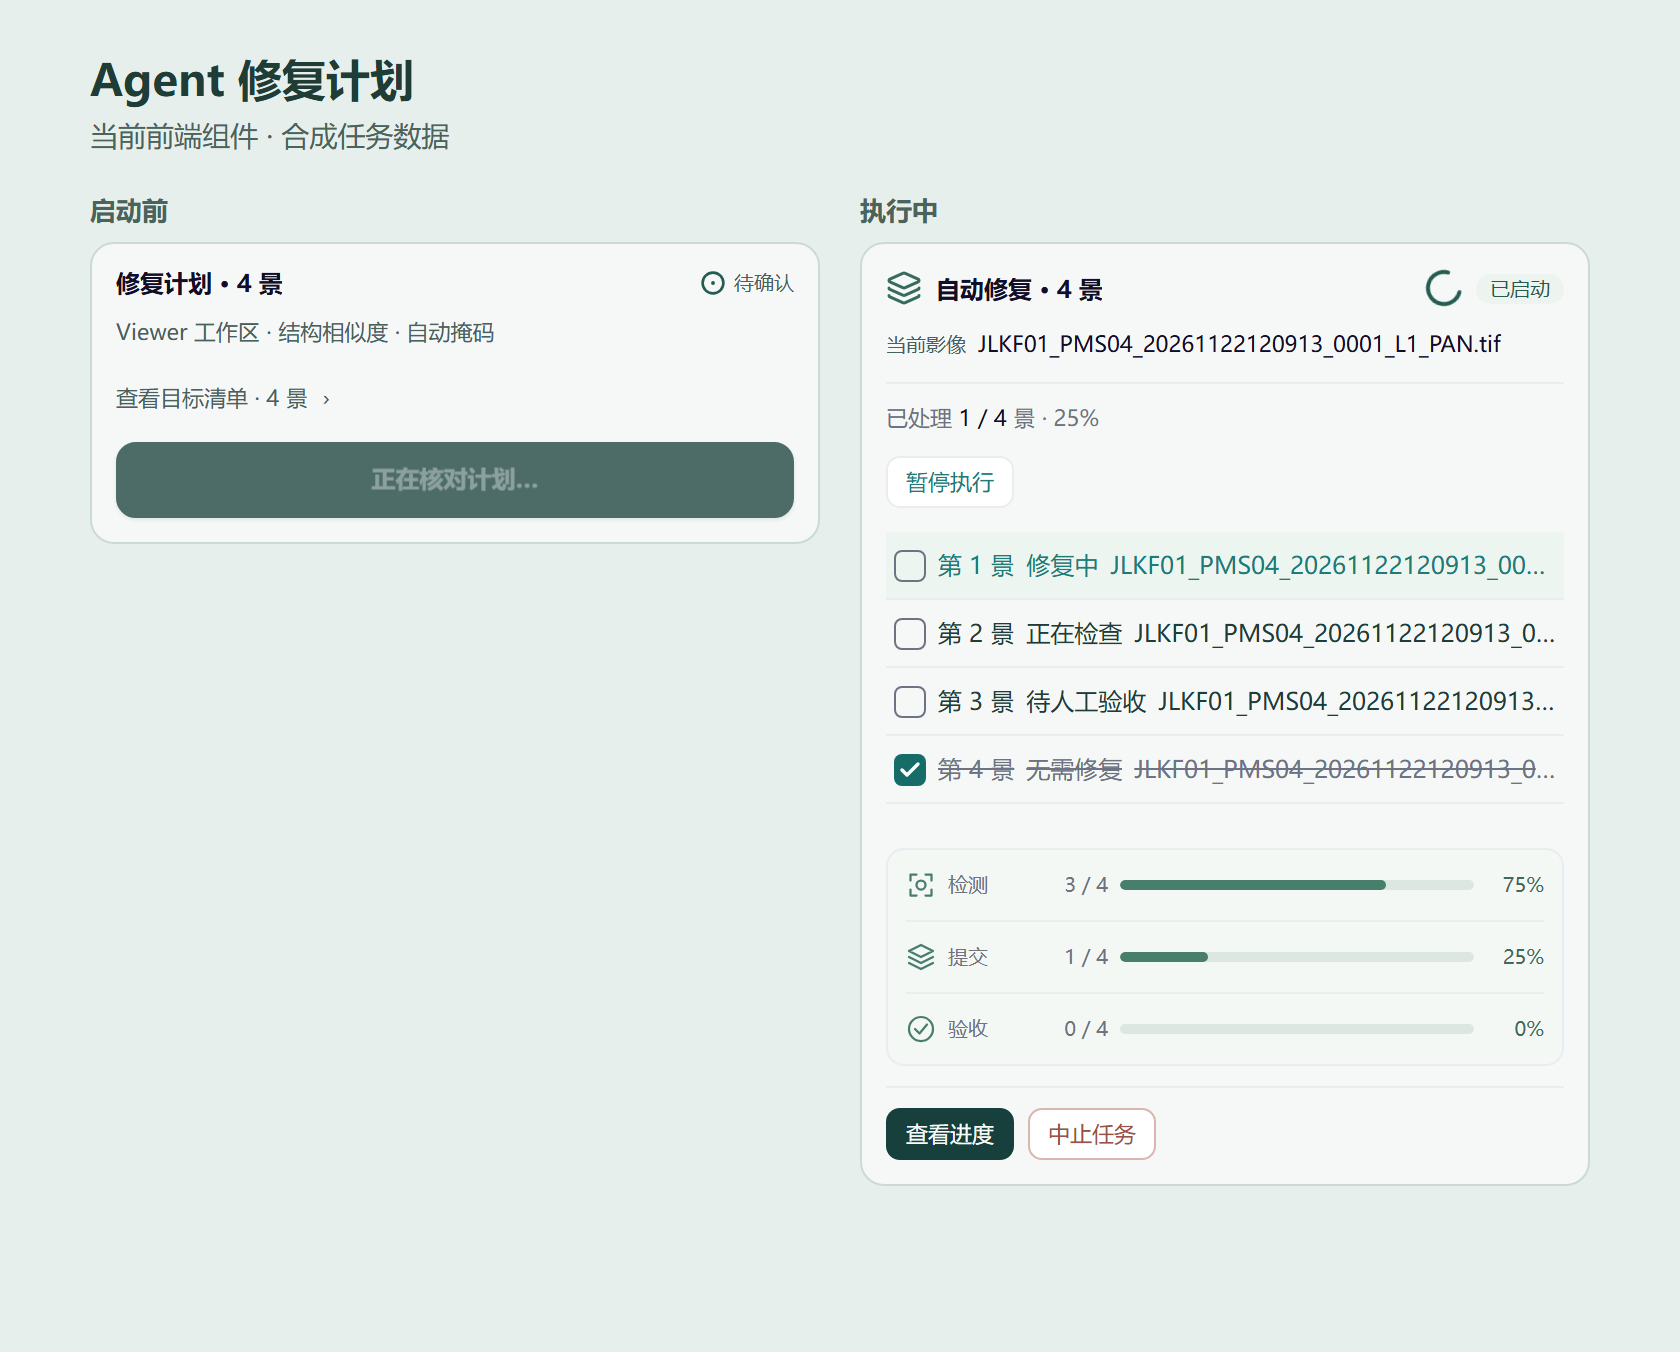 Agent 修复计划
当前前端组件 · 合成任务数据
启动前
修复计划 • 4 景
待确认
Viewer 工作区 · 结构相似度 · 自动掩码
查看目标清单 · 4 景 ›
正在核对计划...
执行中
自动修复 • 4 景
已启动
当前影像 JLKF01_PMS04_20261122120913_0001_L1_PAN.tif
已处理 1 / 4 景 · 25%
暂停执行
第 1 景 修复中 JLKF01_PMS04_20261122120913_00...
第 2 景 正在检查 JLKF01_PMS04_20261122120913_0...
第 3 景 待人工验收 JLKF01_PMS04_20261122120913...
第 4 景 无需修复 JLKF01_PMS04_20261122120913_0...
检测 3 / 4 75%
提交 1 / 4 25%
验收 0 / 4 0%
查看进度
中止任务